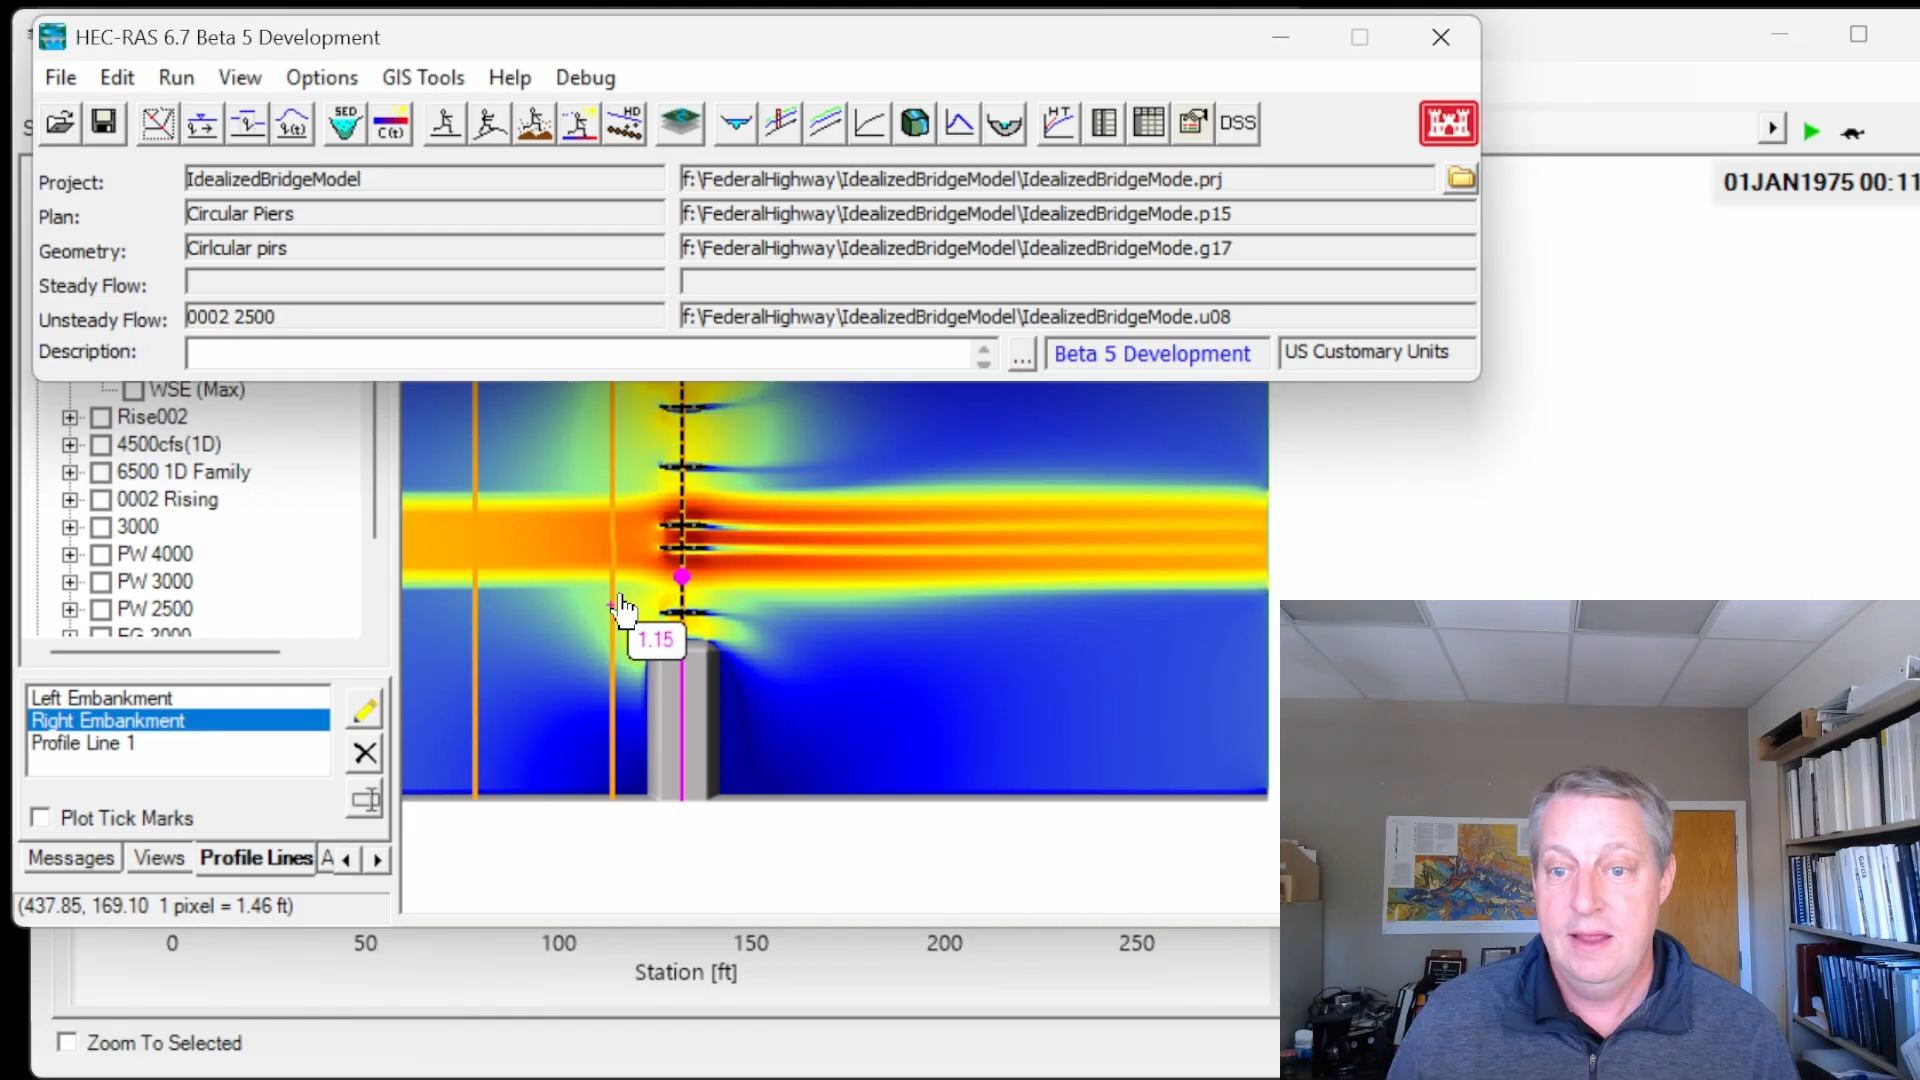 HEC-RAS 6.7 Beta 5 Development
File Edit Run View Options GIS Tools Help Debug
SED C(t) HD HT DSS
01JAN1975 00:11
Project: IdealizedBridgeModel f:\FederalHighway\IdealizedBridgeModel\IdealizedBridgeMode.prj
Plan: Circular Piers f:\FederalHighway\IdealizedBridgeModel\IdealizedBridgeMode.p15
Geometry: Cirlcular pirs f:\FederalHighway\IdealizedBridgeModel\IdealizedBridgeMode.g17
Steady Flow:
Unsteady Flow: 0002 2500 f:\FederalHighway\IdealizedBridgeModel\IdealizedBridgeMode.u08
Description: ... Beta 5 Development US Customary Units
WSE (Max)
Rise002
4500cfs(1D)
6500 1D Family
0002 Rising
3000
PW 4000
PW 3000
PW 2500
1.15
Left Embankment
Right Embankment
Profile Line 1
Plot Tick Marks
Messages Views Profile Lines A
(437.85, 169.10 1 pixel = 1.46 ft)
0 50 100 150 200 250
Station [ft]
Zoom To Selected